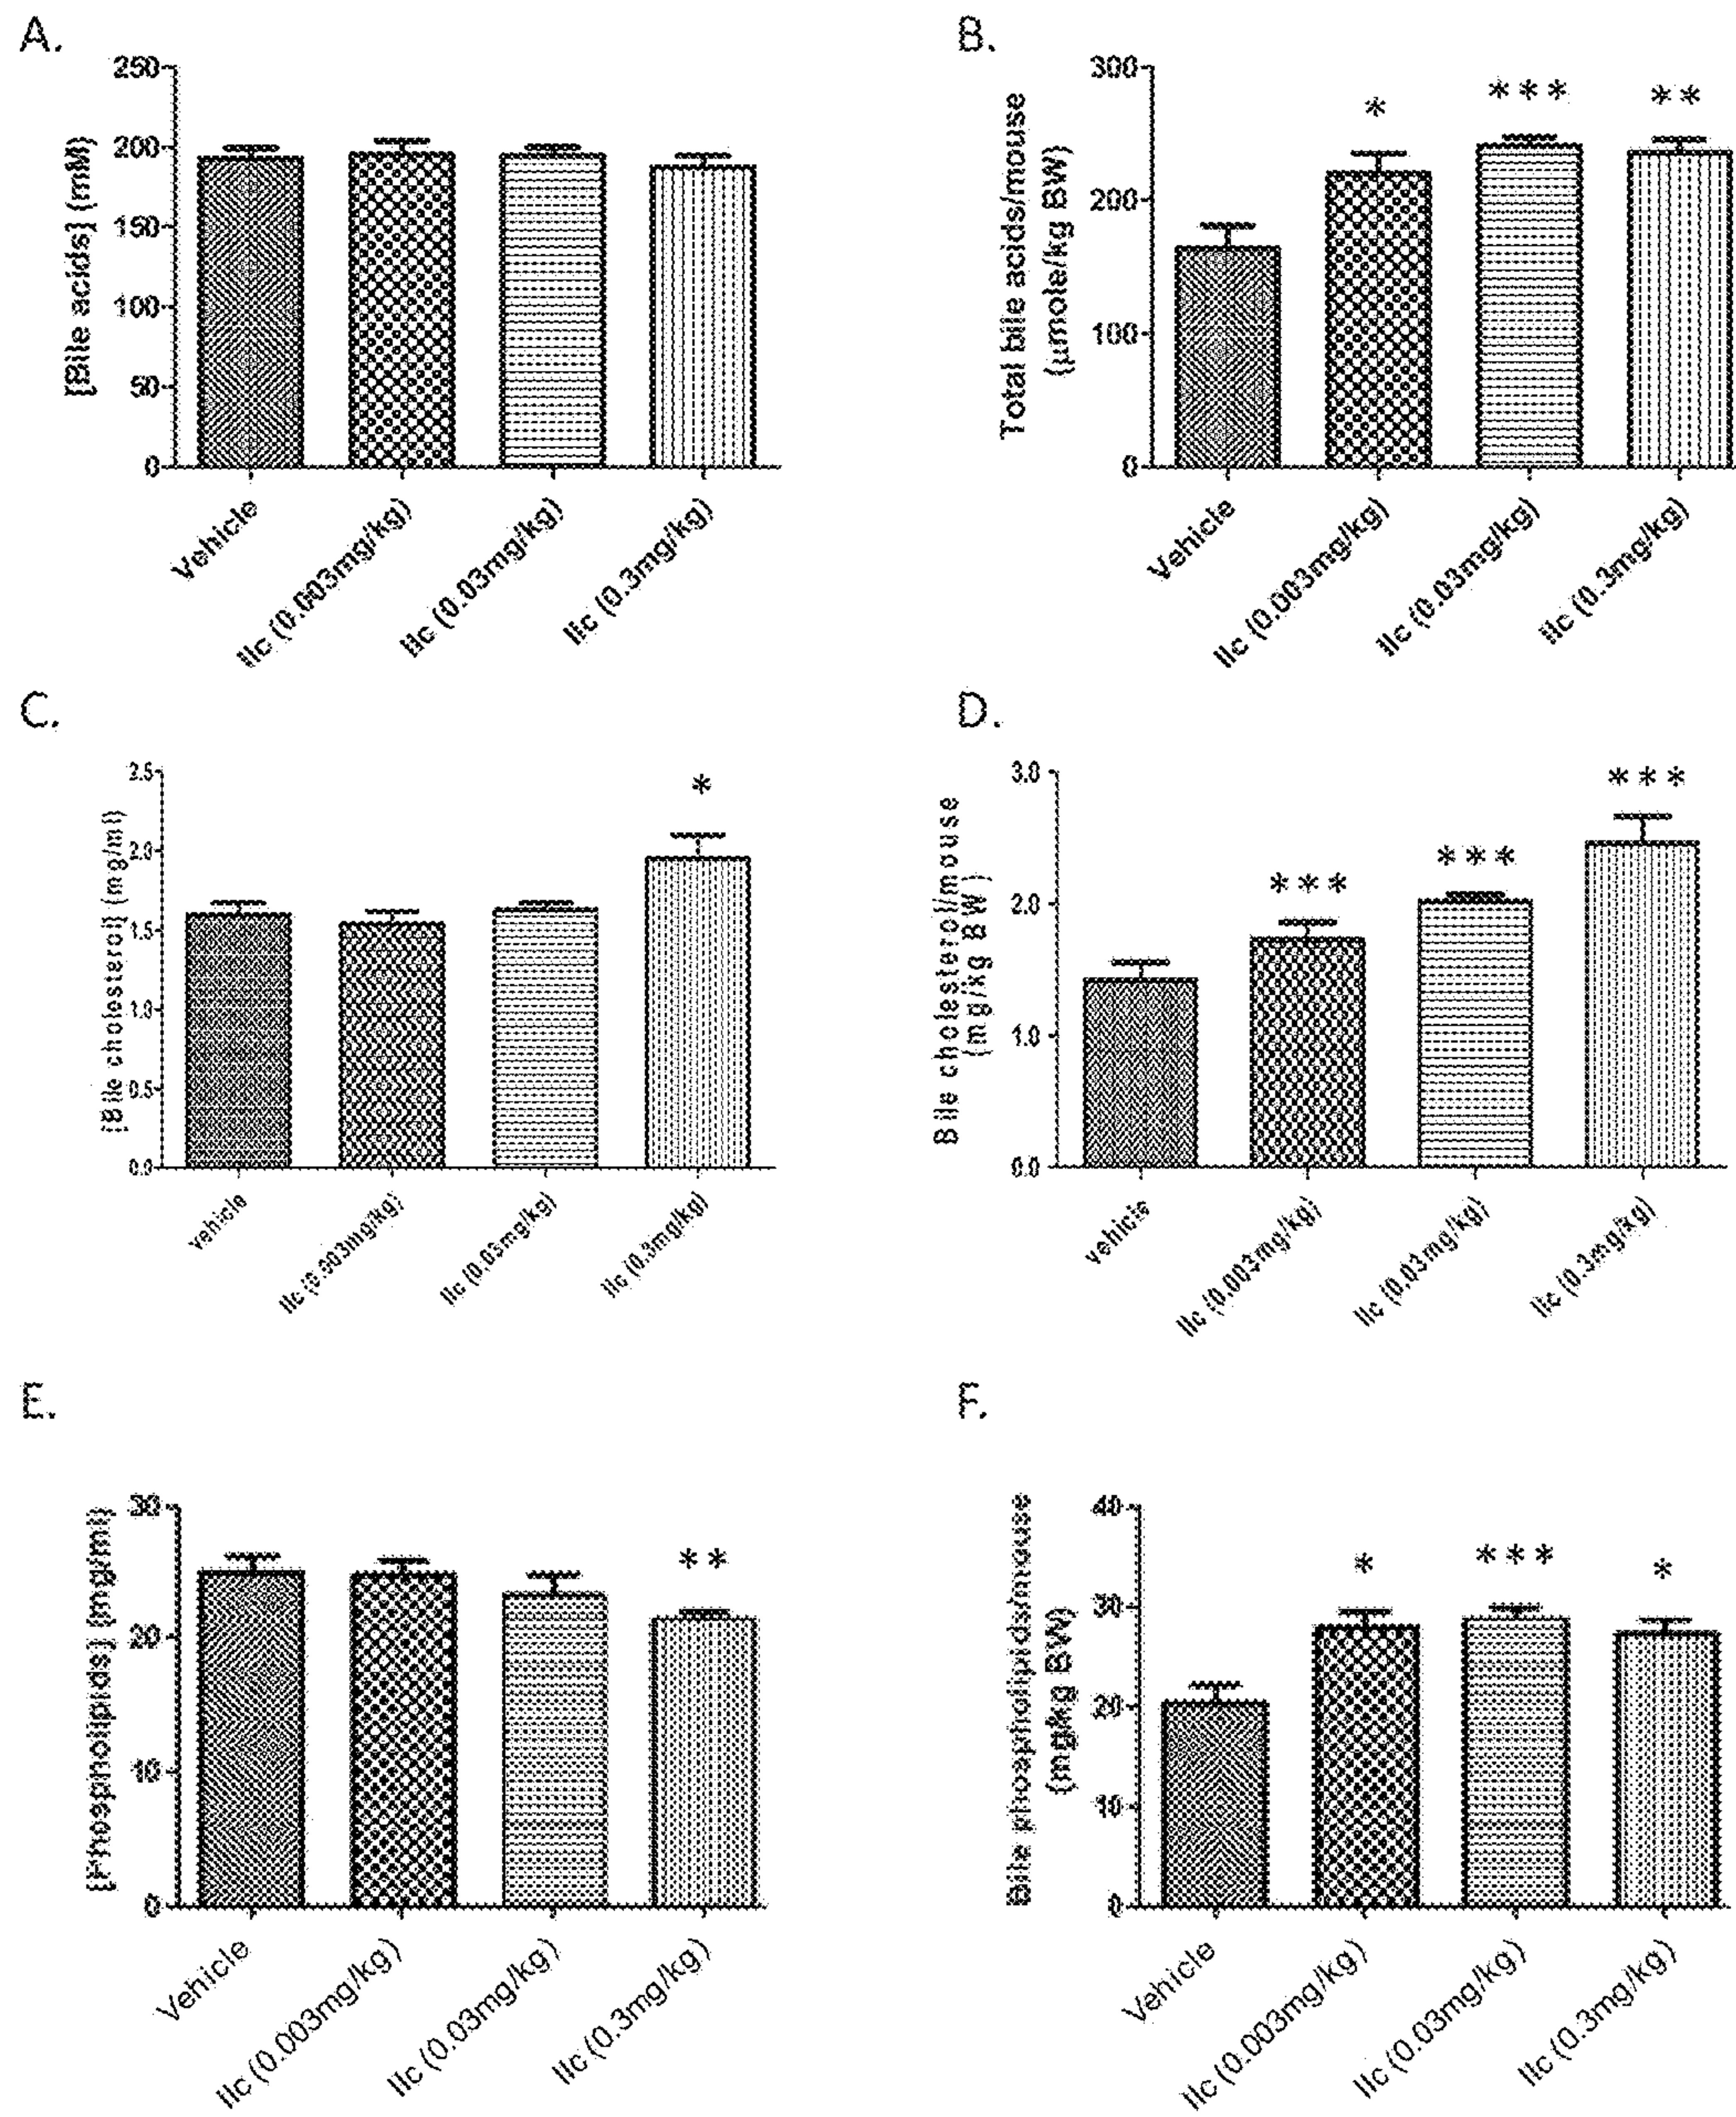 A.
[Bile acids] (mM)
250
200
150
100
50
0
Vehicle
IIc (0.003mg/kg)
IIc (0.03mg/kg)
IIc (0.3mg/kg)
B.
Total bile acids/mouse
(µmole/kg BW)
300
200
100
0
*
***
**
Vehicle
IIc (0.003mg/kg)
IIc (0.03mg/kg)
IIc (0.3mg/kg)
C.
[Bile cholesterol] (mg/ml)
2.5
2.0
1.5
1.0
0.5
0.0
*
vehicle
IIc (0.003mg/kg)
IIc (0.03mg/kg)
IIc (0.3mg/kg)
D.
Bile cholesterol/mouse
(mg/kg BW)
3.0
2.0
1.0
0.0
***
***
***
vehicle
IIc (0.003mg/kg)
IIc (0.03mg/kg)
IIc (0.3mg/kg)
E.
[Phospholipids] (mg/ml)
30
20
10
0
**
Vehicle
IIc (0.003mg/kg)
IIc (0.03mg/kg)
IIc (0.3mg/kg)
F.
Bile phospholipids/mouse
(mg/kg BW)
40
30
20
10
0
*
***
*
Vehicle
IIc (0.003mg/kg)
IIc (0.03mg/kg)
IIc (0.3mg/kg)